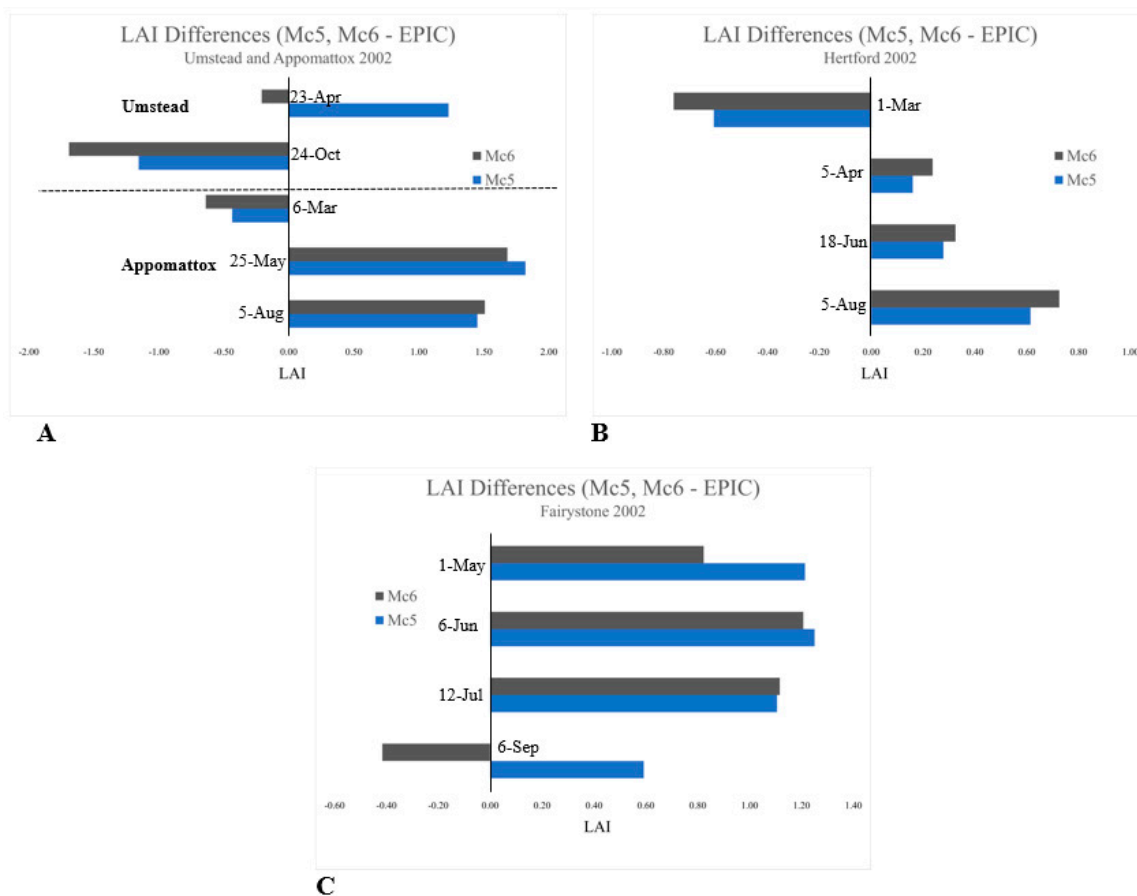 LAI Differences (Mc5, Mc6 - EPIC)
Umstead and Appomattox 2002
Umstead
23-Apr
24-Oct
Mc6
Mc5
6-Mar
Appomattox
25-May
5-Aug
-2.00 -1.50 -1.00 -0.50 0.00 0.50 1.00 1.50 2.00
LAI
A
LAI Differences (Mc5, Mc6 - EPIC)
Hertford 2002
1-Mar
5-Apr
Mc6
Mc5
18-Jun
5-Aug
-1.00 -0.80 -0.60 -0.40 -0.20 0.00 0.20 0.40 0.60 0.80 1.00
LAI
B
LAI Differences (Mc5, Mc6 - EPIC)
Fairystone 2002
1-May
Mc6
Mc5
6-Jun
12-Jul
6-Sep
-0.60 -0.40 -0.20 0.00 0.20 0.40 0.60 0.80 1.00 1.20 1.40
LAI
C